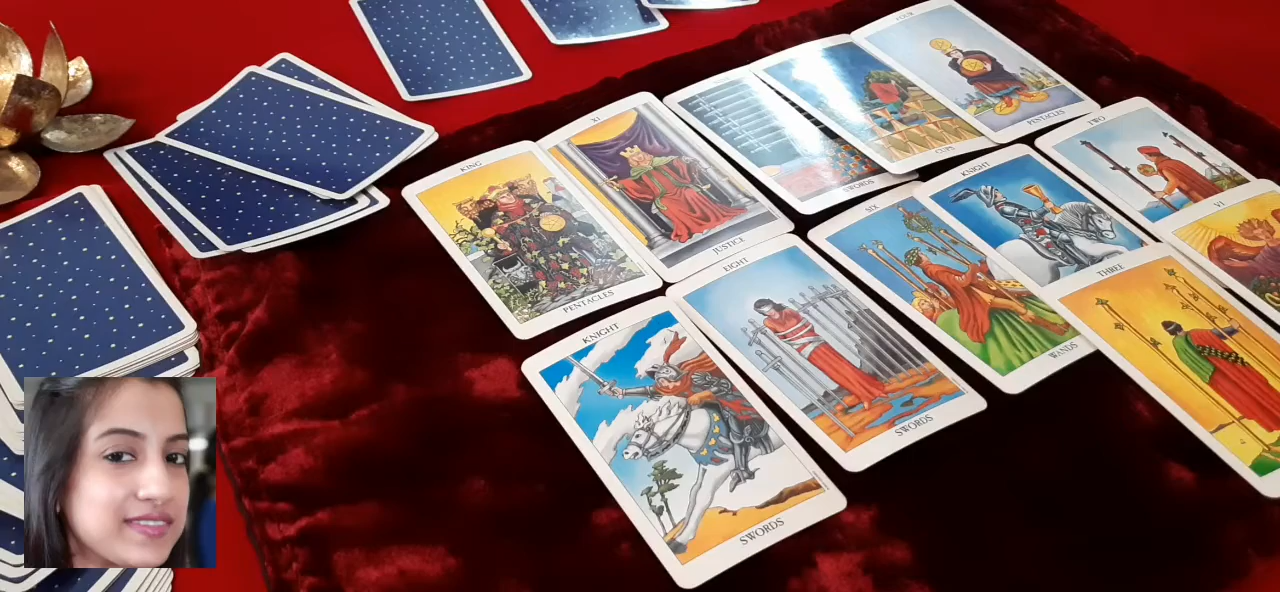 FOUR
PENTACLES
CUPS
SWORDS
XI
JUSTICE
KING
PENTACLES
TWO
KNIGHT
SIX
WANDS
VI
THREE
EIGHT
SWORDS
KNIGHT
SWORDS